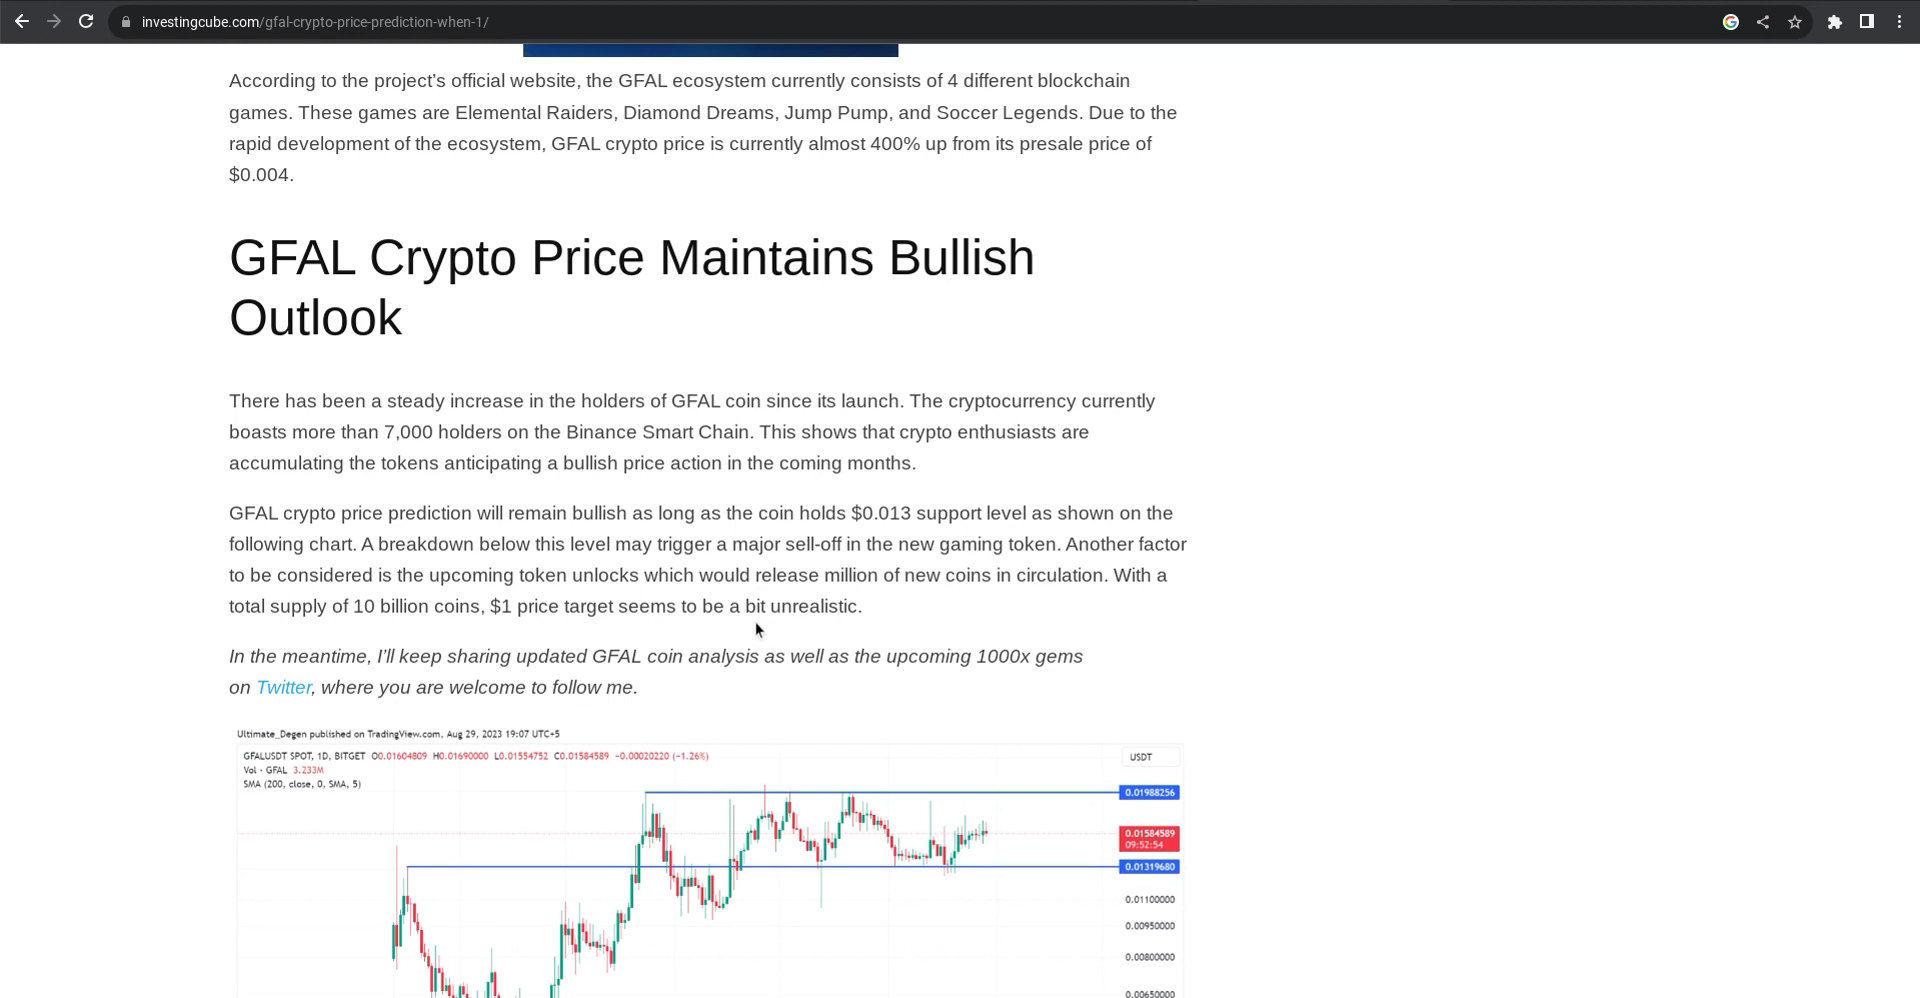 investingcube.com/gfal-crypto-price-prediction-when-1/
According to the project's official website, the GFAL ecosystem currently consists of 4 different blockchain
games. These games are Elemental Raiders, Diamond Dreams, Jump Pump, and Soccer Legends. Due to the
rapid development of the ecosystem, GFAL crypto price is currently almost 400% up from its presale price of
$0.004.
GFAL Crypto Price Maintains Bullish
Outlook
There has been a steady increase in the holders of GFAL coin since its launch. The cryptocurrency currently
boasts more than 7,000 holders on the Binance Smart Chain. This shows that crypto enthusiasts are
accumulating the tokens anticipating a bullish price action in the coming months.
GFAL crypto price prediction will remain bullish as long as the coin holds $0.013 support level as shown on the
following chart. A breakdown below this level may trigger a major sell-off in the new gaming token. Another factor
to be considered is the upcoming token unlocks which would release million of new coins in circulation. With a
total supply of 10 billion coins, $1 price target seems to be a bit unrealistic.
In the meantime, I'll keep sharing updated GFAL coin analysis as well as the upcoming 1000x gems
on Twitter, where you are welcome to follow me.
Ultimate_Degen published on TradingView.com, Aug 29, 2023 19:07 UTC+5
GFALUSDT SPOT, 1D, BITGET O0.01604809 H0.01690000 L0.01554752 C0.01584589 −0.00020220 (−1.26%)
USDT
Vol · GFAL 3.233M
SMA (200, close, 0, SMA, 5)
0.01988256
0.01584589
09:52:54
0.01319680
0.01100000
0.00950000
0.00800000
0.00650000